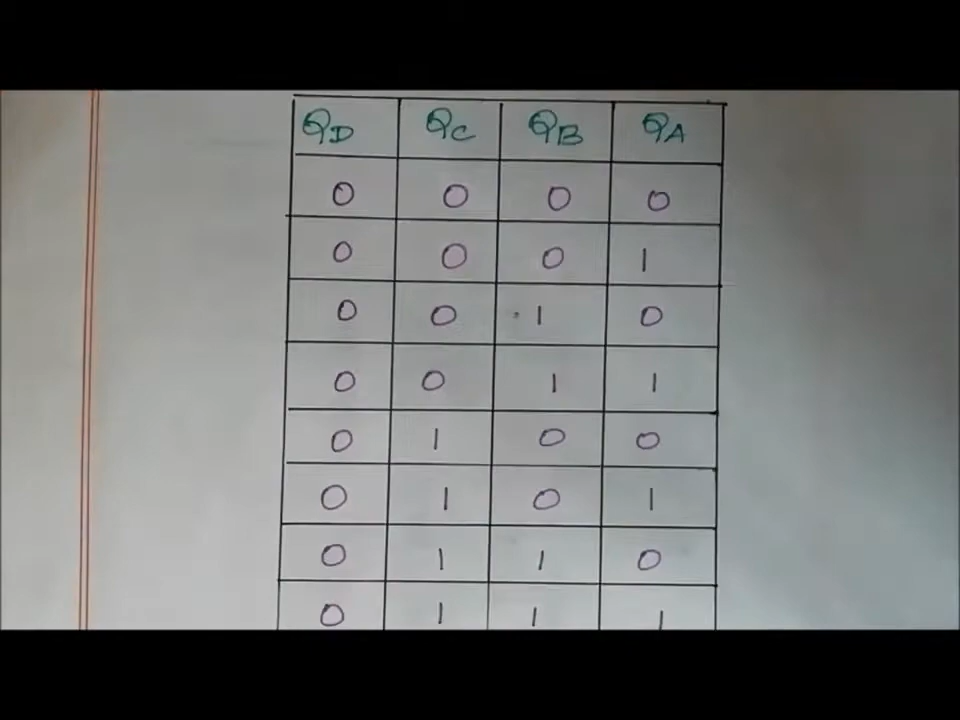 QD QC QB QA
0 0 0 0
0 0 0 1
0 0 1 0
0 0 1 1
0 1 0 0
0 1 0 1
0 1 1 0
0 1 1 1